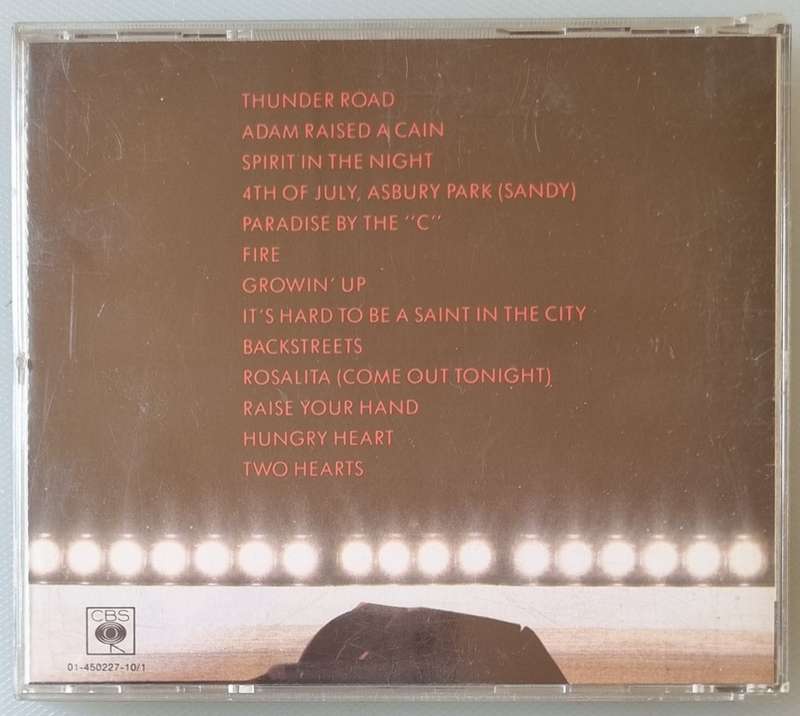 THUNDER ROAD
ADAM RAISED A CAIN
SPIRIT IN THE NIGHT
4TH OF JULY, ASBURY PARK (SANDY)
PARADISE BY THE "C"
FIRE
GROWIN' UP
IT'S HARD TO BE A SAINT IN THE CITY
BACKSTREETS
ROSALITA (COME OUT TONIGHT)
RAISE YOUR HAND
HUNGRY HEART
TWO HEARTS
CBS
01-450227-10/1